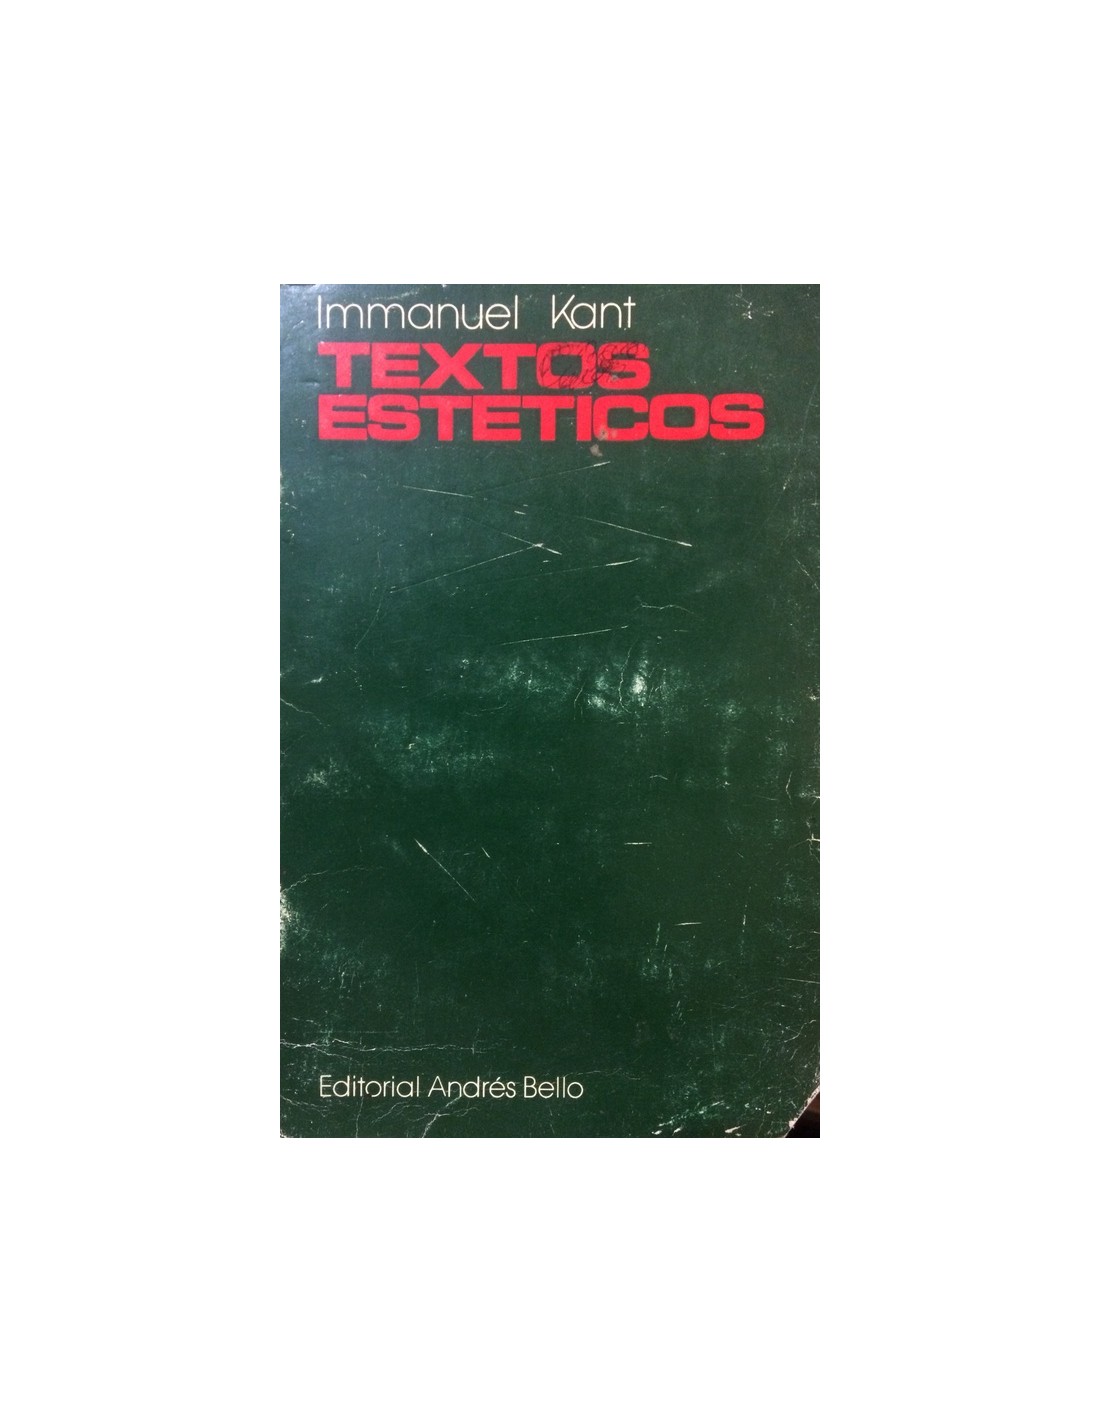 Immanuel Kant
TEXTOS
ESTETICOS
Editorial Andrés Bello